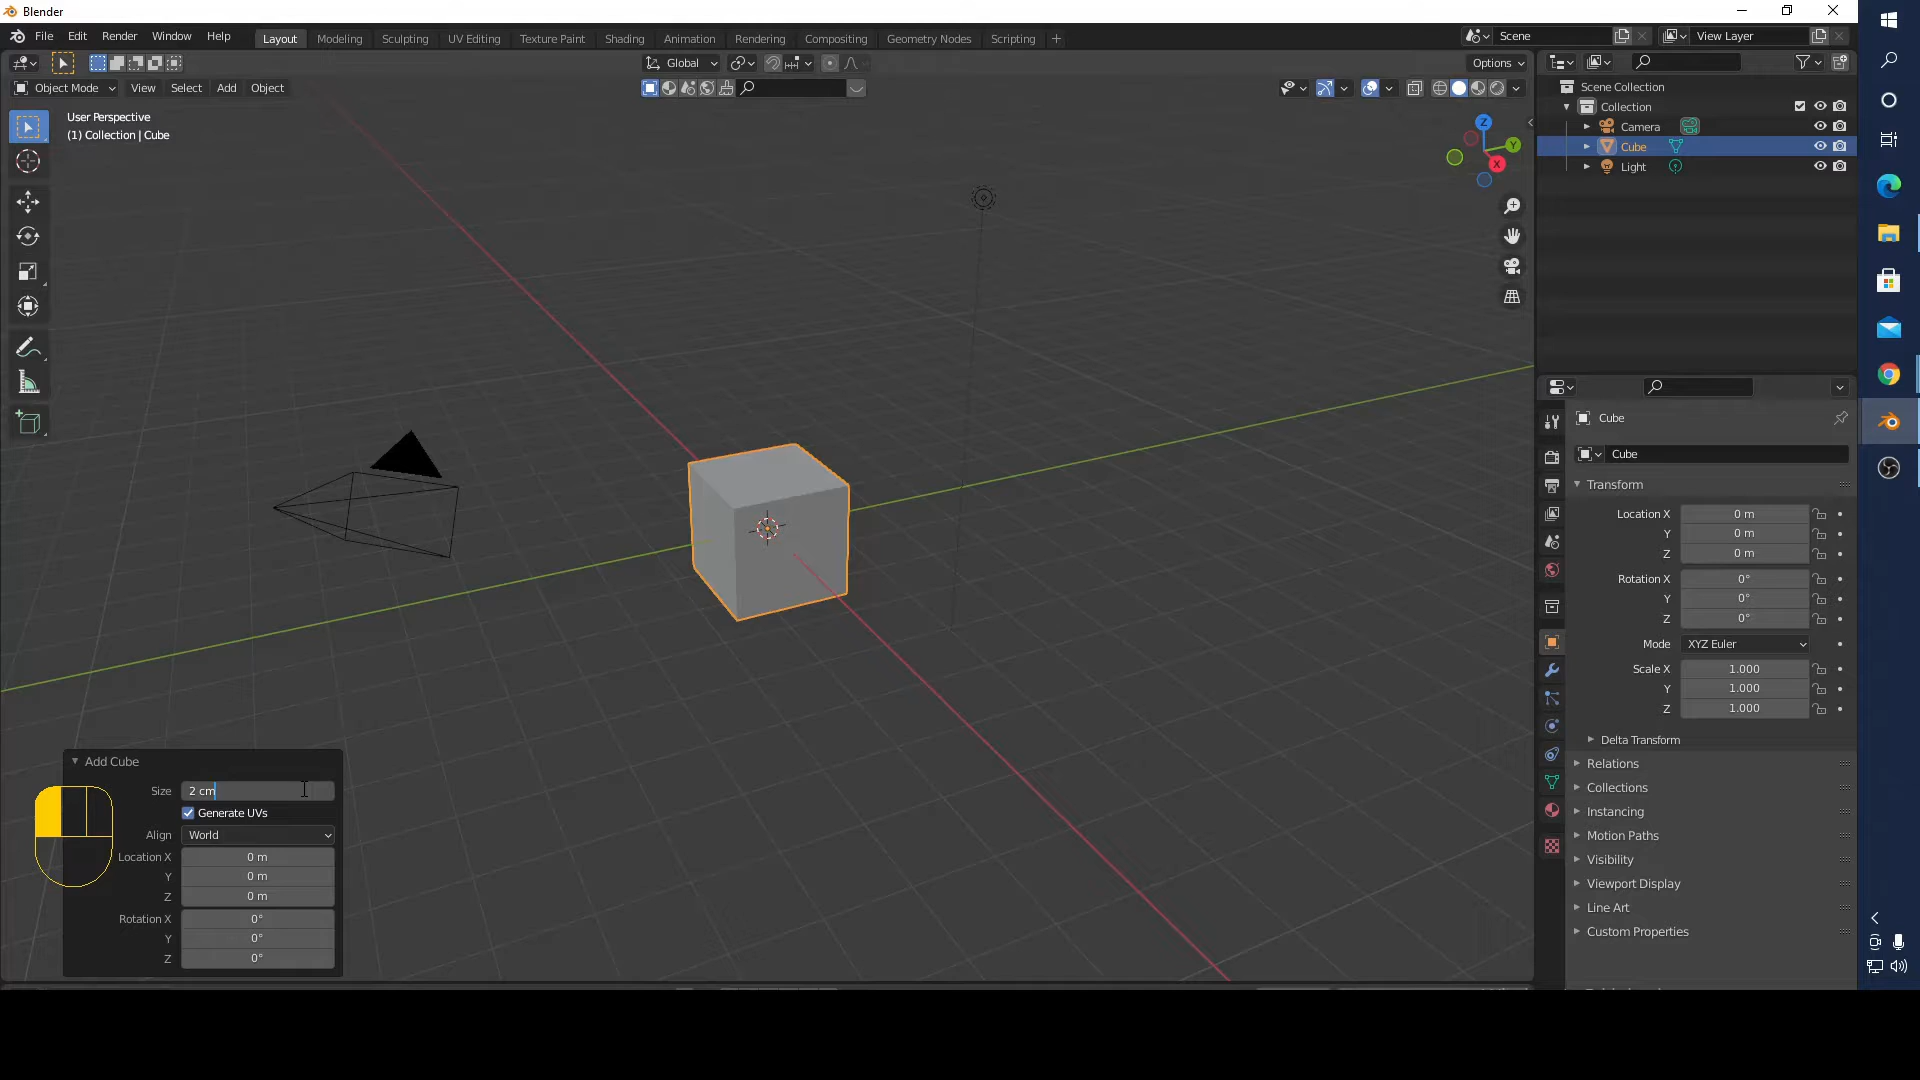 Blender
File Edit Render Window Help
Layout Modeling Sculpting UV Editing Texture Paint Shading Animation Rendering Compositing Geometry Nodes Scripting +
Scene
View Layer
Global
Options
Object Mode View Select Add Object
User Perspective
(1) Collection | Cube
Z
Y
X
Scene Collection
Collection
Camera
Cube
Light
Cube
Cube
Transform
Location X 0 m
Y 0 m
Z 0 m
Rotation X 0°
Y 0°
Z 0°
Mode XYZ Euler
Scale X 1.000
Y 1.000
Z 1.000
Delta Transform
Relations
Collections
Instancing
Motion Paths
Visibility
Viewport Display
Line Art
Custom Properties
Add Cube
Size 2 cm
Generate UVs
Align World
Location X 0 m
Y 0 m
Z 0 m
Rotation X 0°
Y 0°
Z 0°